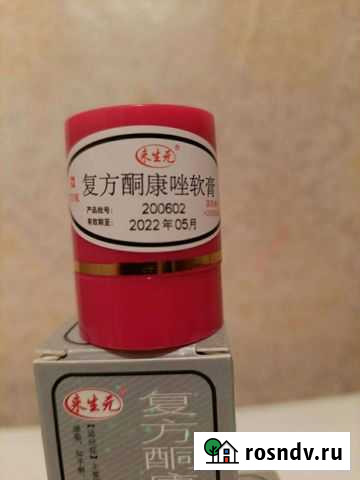 来生元®
复方酮康唑软膏
产品批号: 200602
有效期至: 2022年05月
来生元®
复方酮康
rosndv.ru